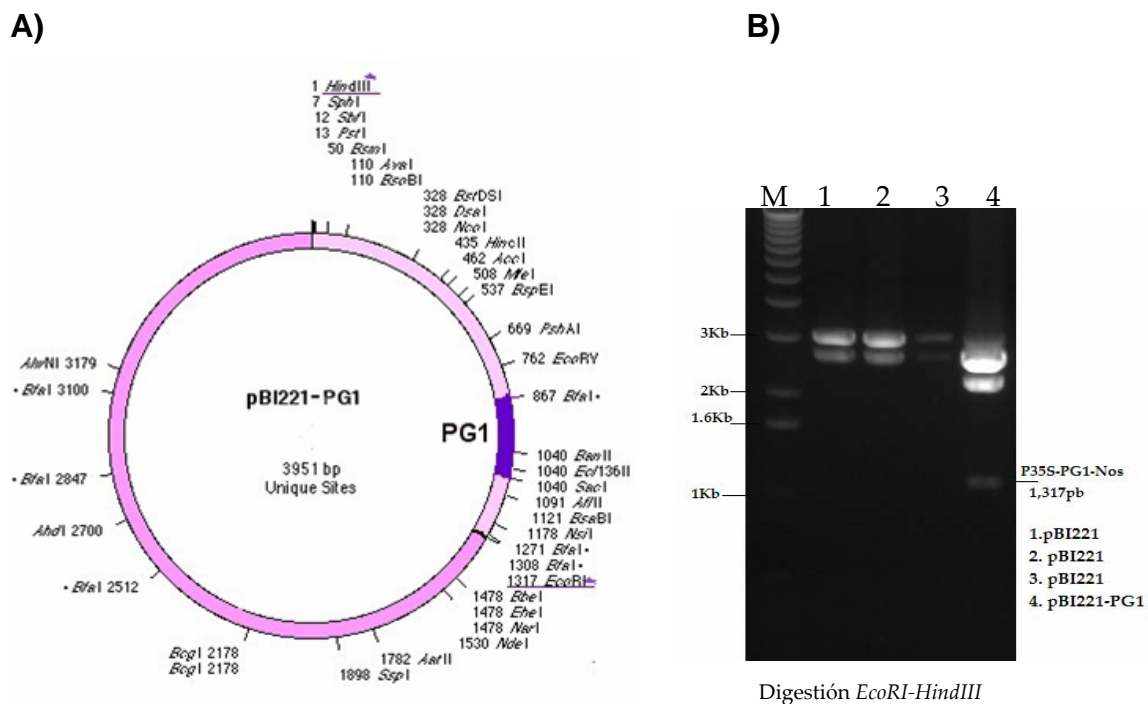 A)
B)
1 HindIII
7 SphI
12 SbfI
13 PstI
50 BsmI
110 AvaI
110 BsoBI
328 BstDSI
328 DsaI
328 NcoI
435 HincII
462 AccI
508 MfeI
537 BspEI
669 PshAI
762 EcoRV
867 BfaI •
PG1
1040 BanII
1040 Ecl136II
1040 SacI
1091 AflII
1121 BsaBI
1178 NsiI
1271 BfaI •
1308 BfaI •
1317 EcoRI
1478 BbeI
1478 EheI
1478 NarI
1530 NdeI
1782 AatII
1898 SspI
BcgI 2178
BcgI 2178
• BfaI 2512
AhdI 2700
• BfaI 2847
• BfaI 3100
AlwNI 3179
pBI221-PG1
3951 bp
Unique Sites
M 1 2 3 4
3Kb
2Kb
1.6Kb
1Kb
P35S-PG1-Nos
1,317pb
1.pBI221
2. pBI221
3. pBI221
4. pBI221-PG1
Digestión EcoRI-HindIII